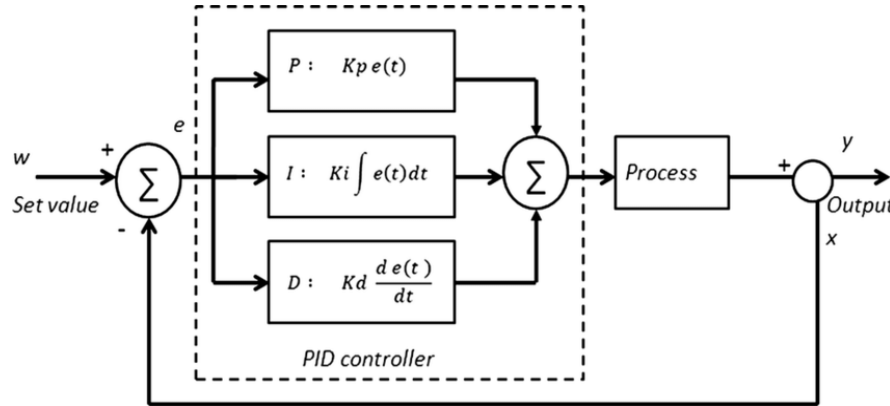 P : Kp e(t)
e
+
w
∑
I : Ki ∫ e(t)dt
∑
Process
+
y
Set value
-
Output
x
D : Kd d e(t)/dt
PID controller